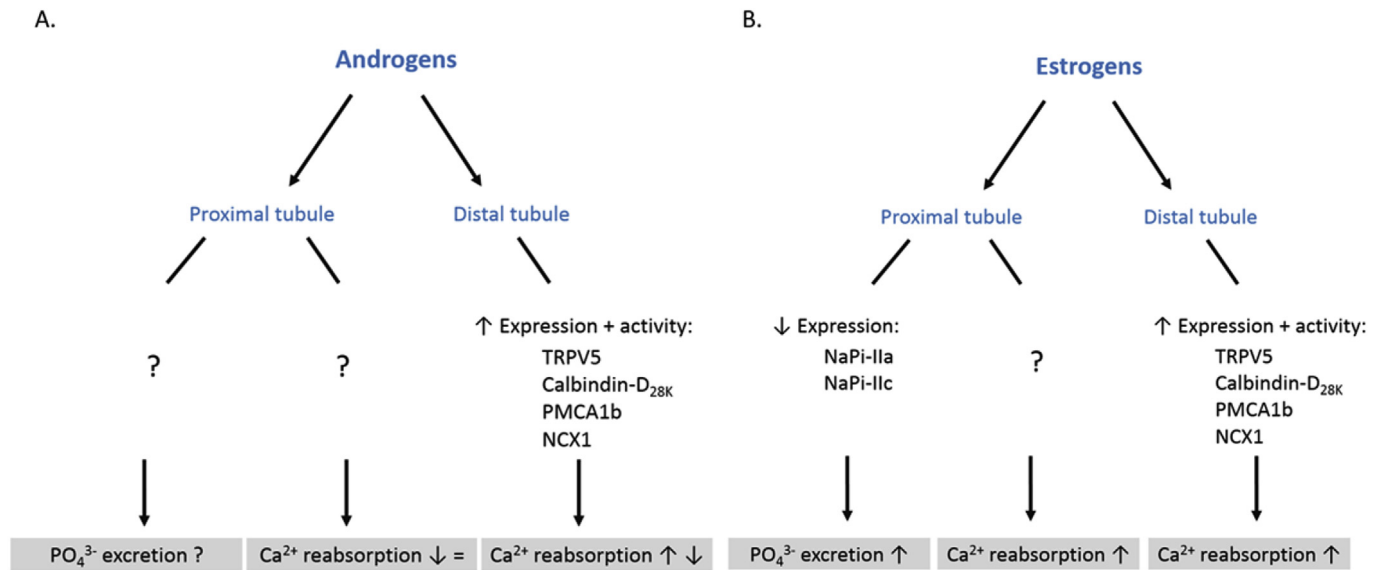 A.
Androgens
Proximal tubule
Distal tubule
?
?
↑ Expression + activity:
TRPV5
Calbindin-D28K
PMCA1b
NCX1
PO4³⁻ excretion ?
Ca²⁺ reabsorption ↓ =
Ca²⁺ reabsorption ↑ ↓
B.
Estrogens
Proximal tubule
Distal tubule
↓ Expression:
NaPi-IIa
NaPi-IIc
?
↑ Expression + activity:
TRPV5
Calbindin-D28K
PMCA1b
NCX1
PO4³⁻ excretion ↑
Ca²⁺ reabsorption ↑
Ca²⁺ reabsorption ↑